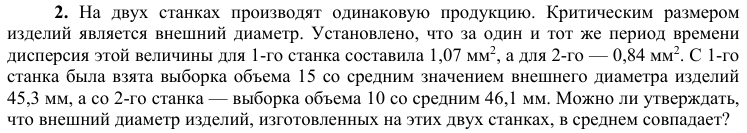 2. На двух станках производят одинаковую продукцию. Критическим размером
изделий является внешний диаметр. Установлено, что за один и тот же период времени
дисперсия этой величины для 1-го станка составила 1,07 мм², а для 2-го — 0,84 мм². С 1-го
станка была взята выборка объема 15 со средним значением внешнего диаметра изделий
45,3 мм, а со 2-го станка — выборка объема 10 со средним 46,1 мм. Можно ли утверждать,
что внешний диаметр изделий, изготовленных на этих двух станках, в среднем совпадает?